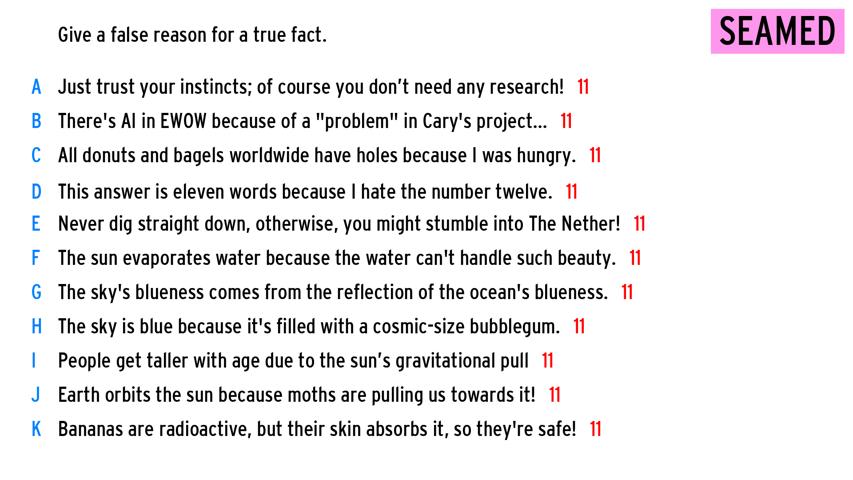 Give a false reason for a true fact.
SEAMED
A Just trust your instincts; of course you don’t need any research! 11
B There's AI in EWOW because of a "problem" in Cary's project... 11
C All donuts and bagels worldwide have holes because I was hungry. 11
D This answer is eleven words because I hate the number twelve. 11
E Never dig straight down, otherwise, you might stumble into The Nether! 11
F The sun evaporates water because the water can't handle such beauty. 11
G The sky's blueness comes from the reflection of the ocean's blueness. 11
H The sky is blue because it's filled with a cosmic-size bubblegum. 11
I People get taller with age due to the sun’s gravitational pull 11
J Earth orbits the sun because moths are pulling us towards it! 11
K Bananas are radioactive, but their skin absorbs it, so they're safe! 11